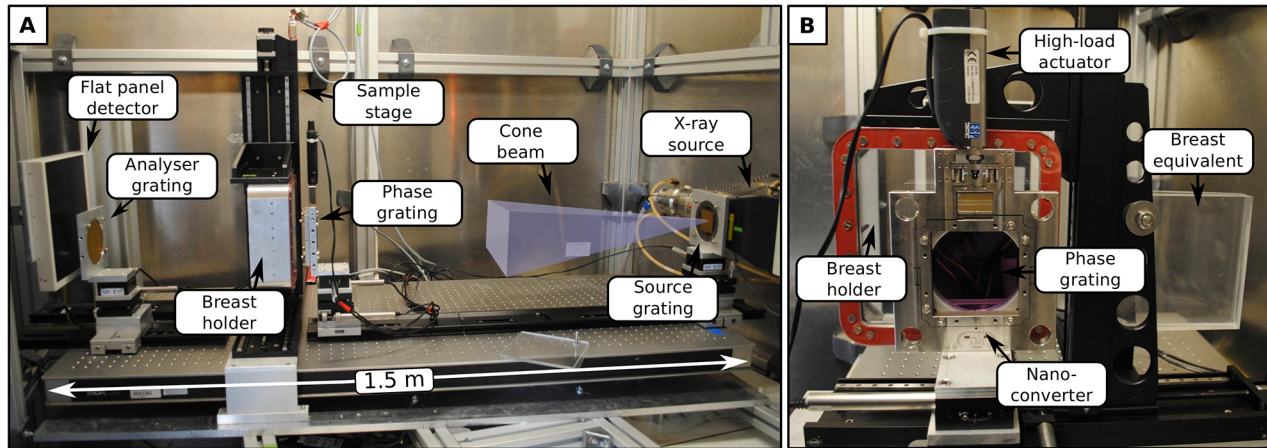 A
Flat panel
detector
Sample
stage
Cone
beam
X-ray
source
Analyser
grating
Phase
grating
Breast
holder
Source
grating
1.5 m
B
High-load
actuator
Breast
equivalent
Breast
holder
Phase
grating
Nano-
converter